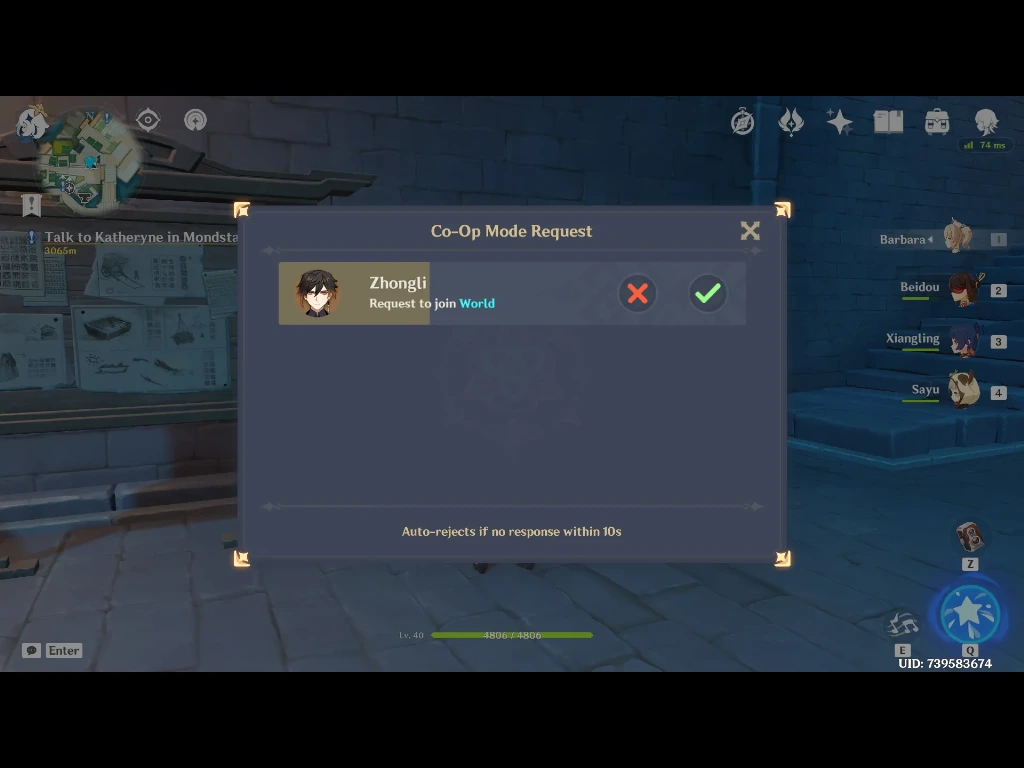 74 ms
Talk to Katheryne in Mondsta
3065m
Co-Op Mode Request
Zhongli
Request to join World
Auto-rejects if no response within 10s
Barbara 1
Beidou 2
Xiangling 3
Sayu 4
Z
Lv. 40 4806 / 4806
Enter
E Q
UID: 739583674